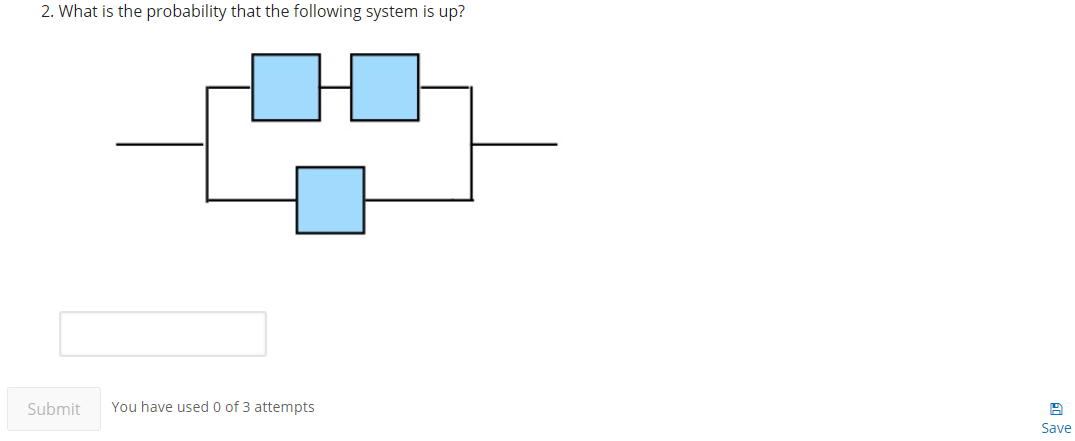 2. What is the probability that the following system is up?
Submit
You have used 0 of 3 attempts
Save